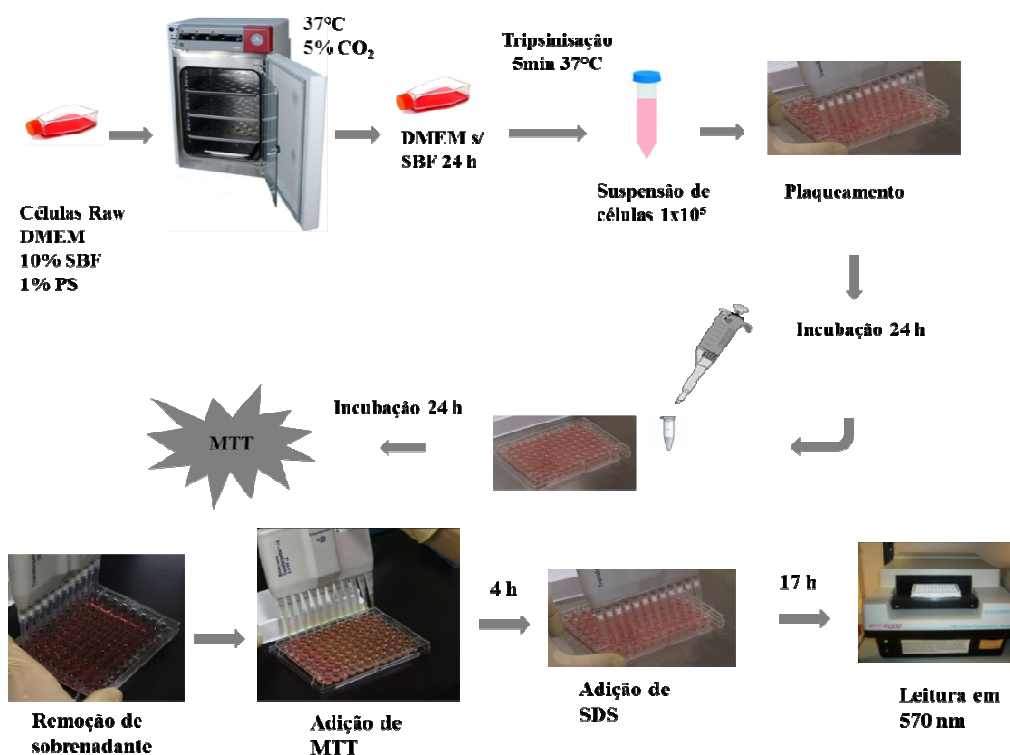 37°C
5% CO₂
Tripsinisação
5min 37°C
DMEM s/
SBF 24 h
Suspensão de
células 1x10⁵
Plaqueamento
Células Raw
DMEM
10% SBF
1% PS
Incubação 24 h
Incubação 24 h
MTT
4 h
17 h
Remoção de
sobrenadante
Adição de
MTT
Adição de
SDS
Leitura em
570 nm